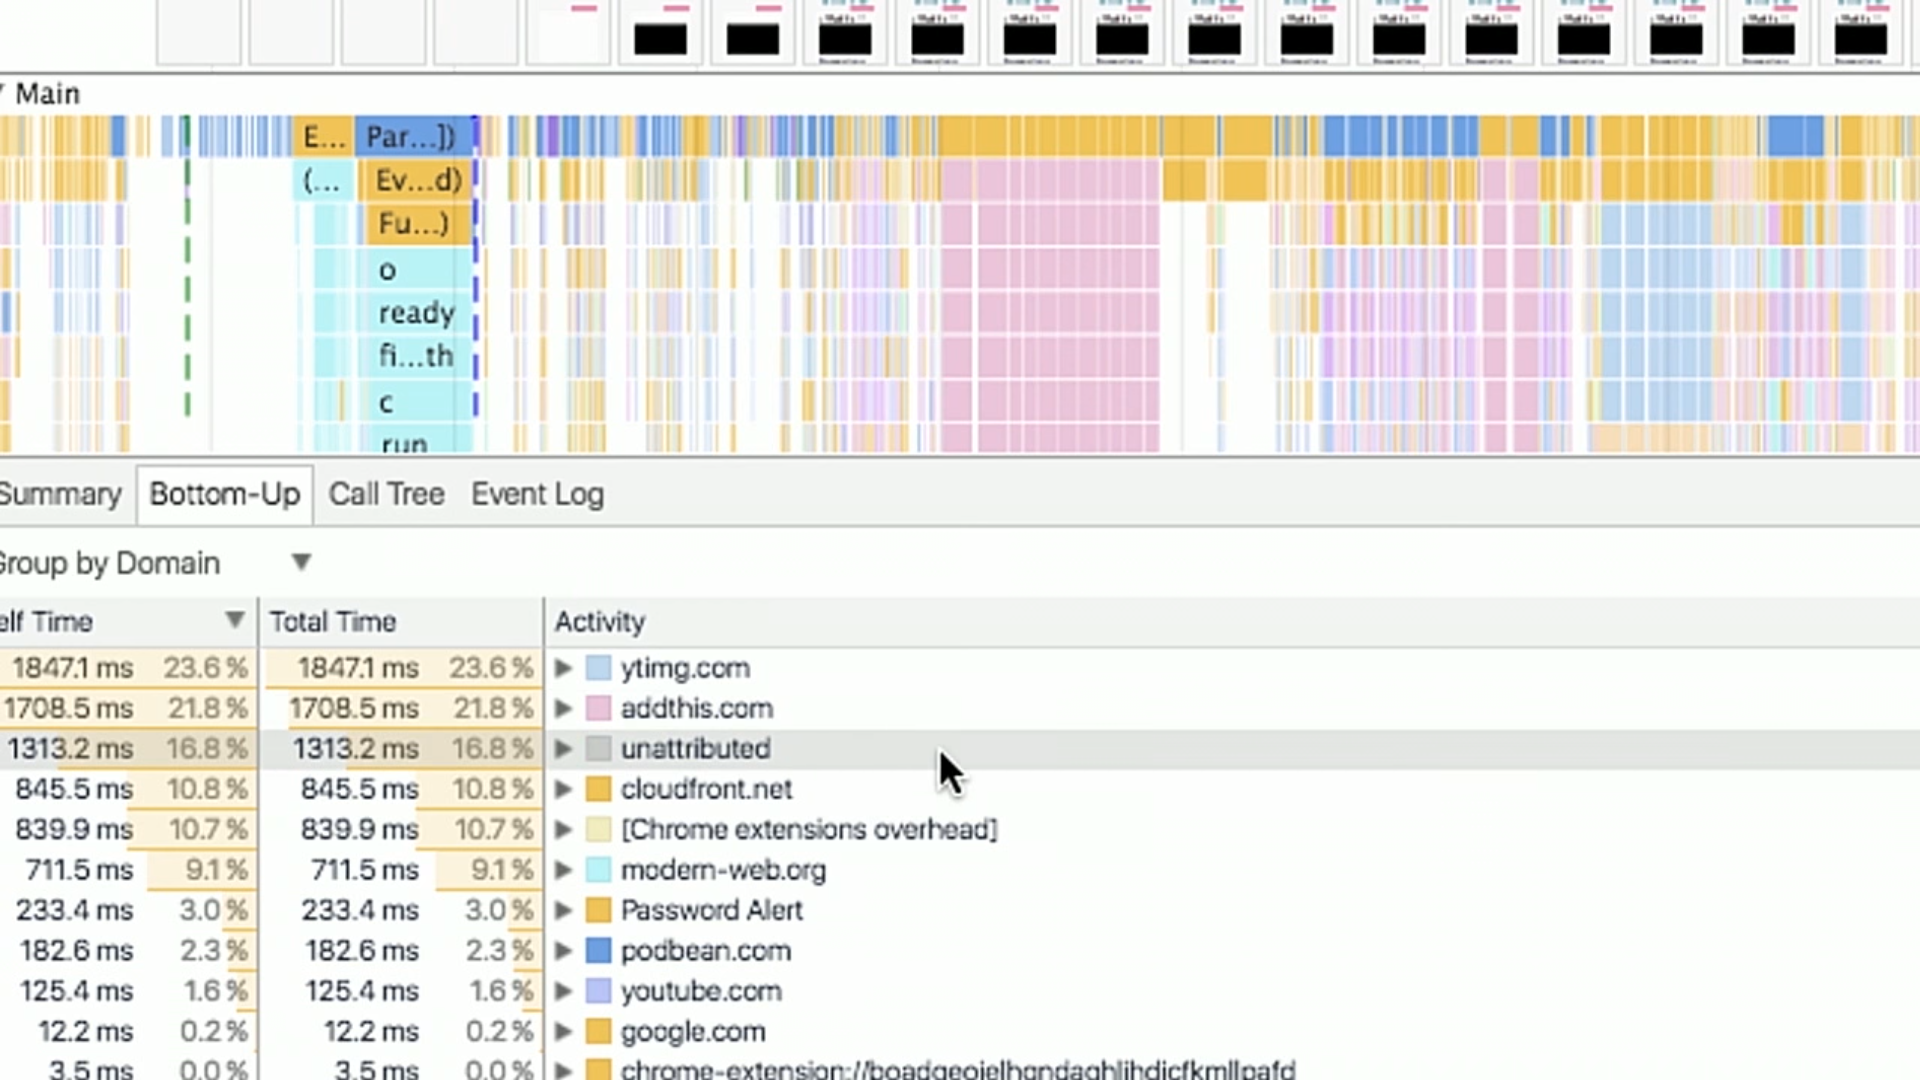 Main
E... Par...])
(... Ev...d)
Fu...)
o
ready
fi...th
c
run
Summary Bottom-Up Call Tree Event Log
Group by Domain
elf Time Total Time Activity
1847.1 ms 23.6 % 1847.1 ms 23.6 % ytimg.com
1708.5 ms 21.8 % 1708.5 ms 21.8 % addthis.com
1313.2 ms 16.8 % 1313.2 ms 16.8 % unattributed
845.5 ms 10.8 % 845.5 ms 10.8 % cloudfront.net
839.9 ms 10.7 % 839.9 ms 10.7 % [Chrome extensions overhead]
711.5 ms 9.1 % 711.5 ms 9.1 % modern-web.org
233.4 ms 3.0 % 233.4 ms 3.0 % Password Alert
182.6 ms 2.3 % 182.6 ms 2.3 % podbean.com
125.4 ms 1.6 % 125.4 ms 1.6 % youtube.com
12.2 ms 0.2 % 12.2 ms 0.2 % google.com
3.5 ms 0.0 % 3.5 ms 0.0 %